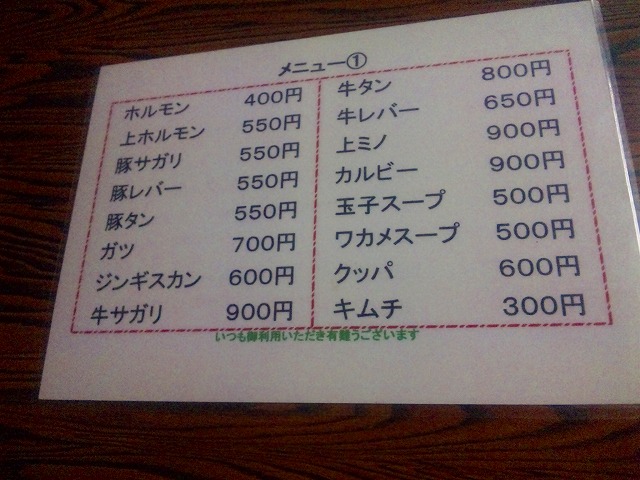 メニュー①
ホルモン 400円
上ホルモン 550円
豚サガリ 550円
豚レバー 550円
豚タン 550円
ガツ 700円
ジンギスカン 600円
牛サガリ 900円
牛タン 800円
牛レバー 650円
上ミノ 900円
カルビー 900円
玉子スープ 500円
ワカメスープ 500円
クッパ 600円
キムチ 300円
いつも御利用いただき有難うございます